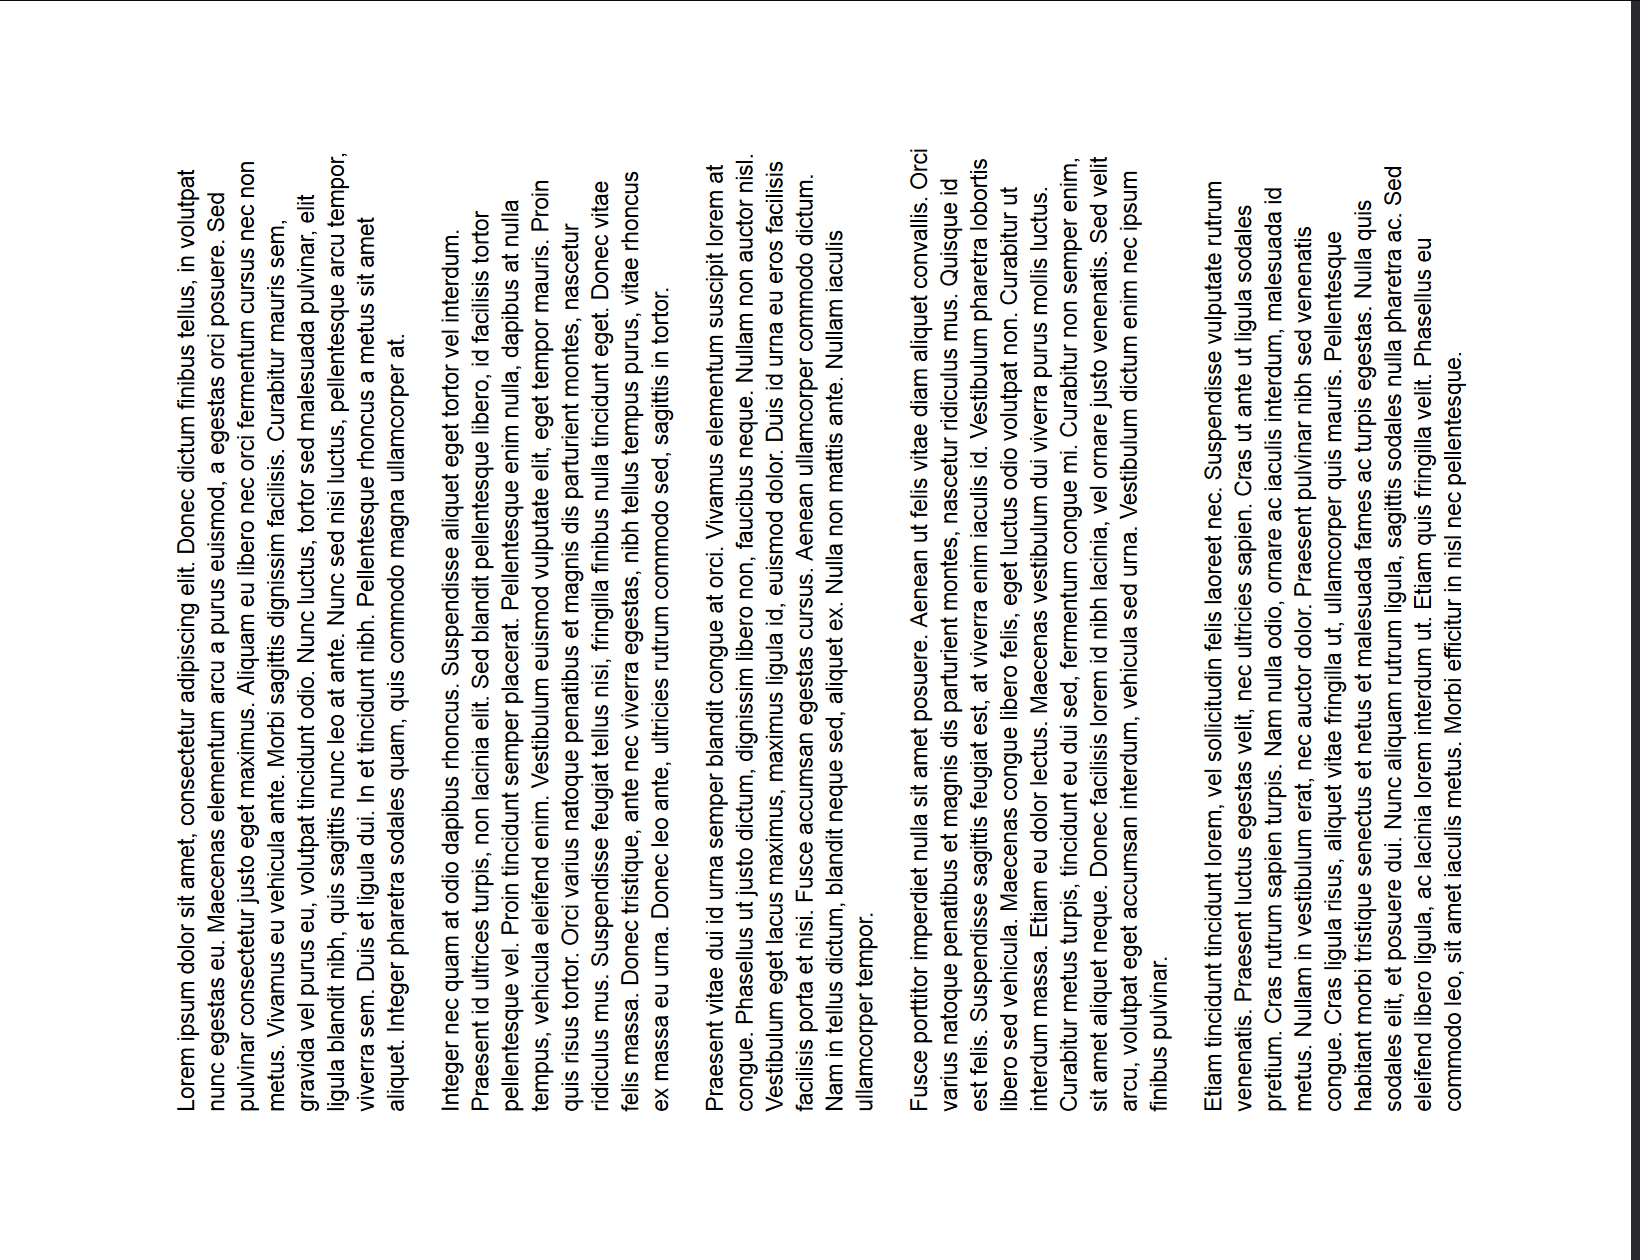 Lorem ipsum dolor sit amet, consectetur adipiscing elit. Donec dictum finibus tellus, in volutpat
nunc egestas eu. Maecenas elementum arcu a purus euismod, a egestas orci posuere. Sed
pulvinar consectetur justo eget maximus. Aliquam eu libero nec orci fermentum cursus nec non
metus. Vivamus eu vehicula ante. Morbi sagittis dignissim facilisis. Curabitur mauris sem,
gravida vel purus eu, volutpat tincidunt odio. Nunc luctus, tortor sed malesuada pulvinar, elit
ligula blandit nibh, quis sagittis nunc leo at ante. Nunc sed nisi luctus, pellentesque arcu tempor,
viverra sem. Duis et ligula dui. In et tincidunt nibh. Pellentesque rhoncus a metus sit amet
aliquet. Integer pharetra sodales quam, quis commodo magna ullamcorper at.
Integer nec quam at odio dapibus rhoncus. Suspendisse aliquet eget tortor vel interdum.
Praesent id ultrices turpis, non lacinia elit. Sed blandit pellentesque libero, id facilisis tortor
pellentesque vel. Proin tincidunt semper placerat. Pellentesque enim nulla, dapibus at nulla
tempus, vehicula eleifend enim. Vestibulum euismod vulputate elit, eget tempor mauris. Proin
quis risus tortor. Orci varius natoque penatibus et magnis dis parturient montes, nascetur
ridiculus mus. Suspendisse feugiat tellus nisi, fringilla finibus nulla tincidunt eget. Donec vitae
felis massa. Donec tristique, ante nec viverra egestas, nibh tellus tempus purus, vitae rhoncus
ex massa eu urna. Donec leo ante, ultricies rutrum commodo sed, sagittis in tortor.
Praesent vitae dui id urna semper blandit congue at orci. Vivamus elementum suscipit lorem at
congue. Phasellus ut justo dictum, dignissim libero non, faucibus neque. Nullam non auctor nisl.
Vestibulum eget lacus maximus, maximus ligula id, euismod dolor. Duis id urna eu eros facilisis
facilisis porta et nisi. Fusce accumsan egestas cursus. Aenean ullamcorper commodo dictum.
Nam in tellus dictum, blandit neque sed, aliquet ex. Nulla non mattis ante. Nullam iaculis
ullamcorper tempor.
Fusce porttitor imperdiet nulla sit amet posuere. Aenean ut felis vitae diam aliquet convallis. Orci
varius natoque penatibus et magnis dis parturient montes, nascetur ridiculus mus. Quisque id
est felis. Suspendisse sagittis feugiat est, at viverra enim iaculis id. Vestibulum pharetra lobortis
libero sed vehicula. Maecenas congue libero felis, eget luctus odio volutpat non. Curabitur ut
interdum massa. Etiam eu dolor lectus. Maecenas vestibulum dui viverra purus mollis luctus.
Curabitur metus turpis, tincidunt eu dui sed, fermentum congue mi. Curabitur non semper enim,
sit amet aliquet neque. Donec facilisis lorem id nibh lacinia, vel ornare justo venenatis. Sed velit
arcu, volutpat eget accumsan interdum, vehicula sed urna. Vestibulum dictum enim nec ipsum
finibus pulvinar.
Etiam tincidunt tincidunt lorem, vel sollicitudin felis laoreet nec. Suspendisse vulputate rutrum
venenatis. Praesent luctus egestas velit, nec ultricies sapien. Cras ut ante ut ligula sodales
pretium. Cras rutrum sapien turpis. Nam nulla odio, ornare ac iaculis interdum, malesuada id
metus. Nullam in vestibulum erat, nec auctor dolor. Praesent pulvinar nibh sed venenatis
congue. Cras ligula risus, aliquet vitae fringilla ut, ullamcorper quis mauris. Pellentesque
habitant morbi tristique senectus et netus et malesuada fames ac turpis egestas. Nulla quis
sodales elit, et posuere dui. Nunc aliquam rutrum ligula, sagittis sodales nulla pharetra ac. Sed
eleifend libero ligula, ac lacinia lorem interdum ut. Etiam quis fringilla velit. Phasellus eu
commodo leo, sit amet iaculis metus. Morbi efficitur in nisl nec pellentesque.